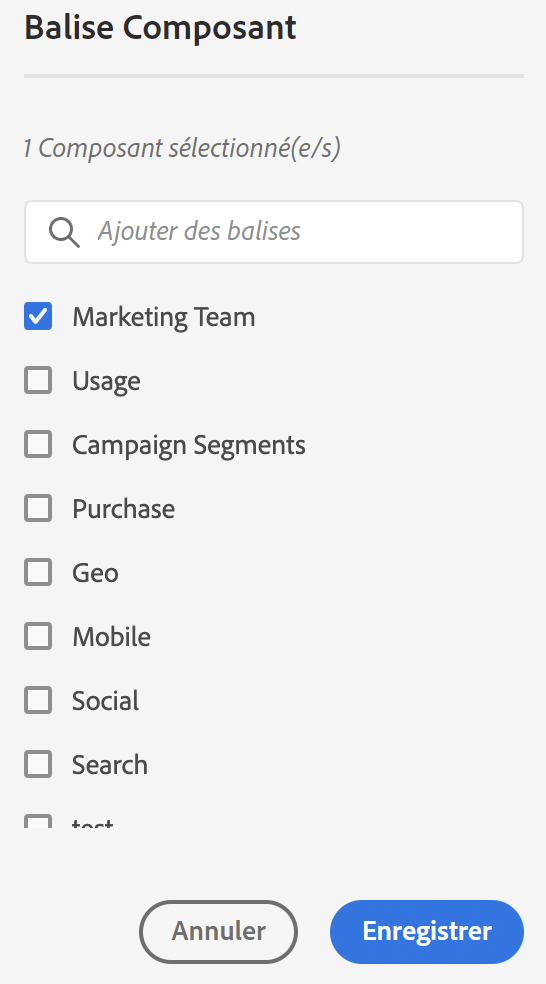 Balise Composant
1 Composant sélectionné(e/s)
Ajouter des balises
Marketing Team
Usage
Campaign Segments
Purchase
Geo
Mobile
Social
Search
test
Annuler
Enregistrer